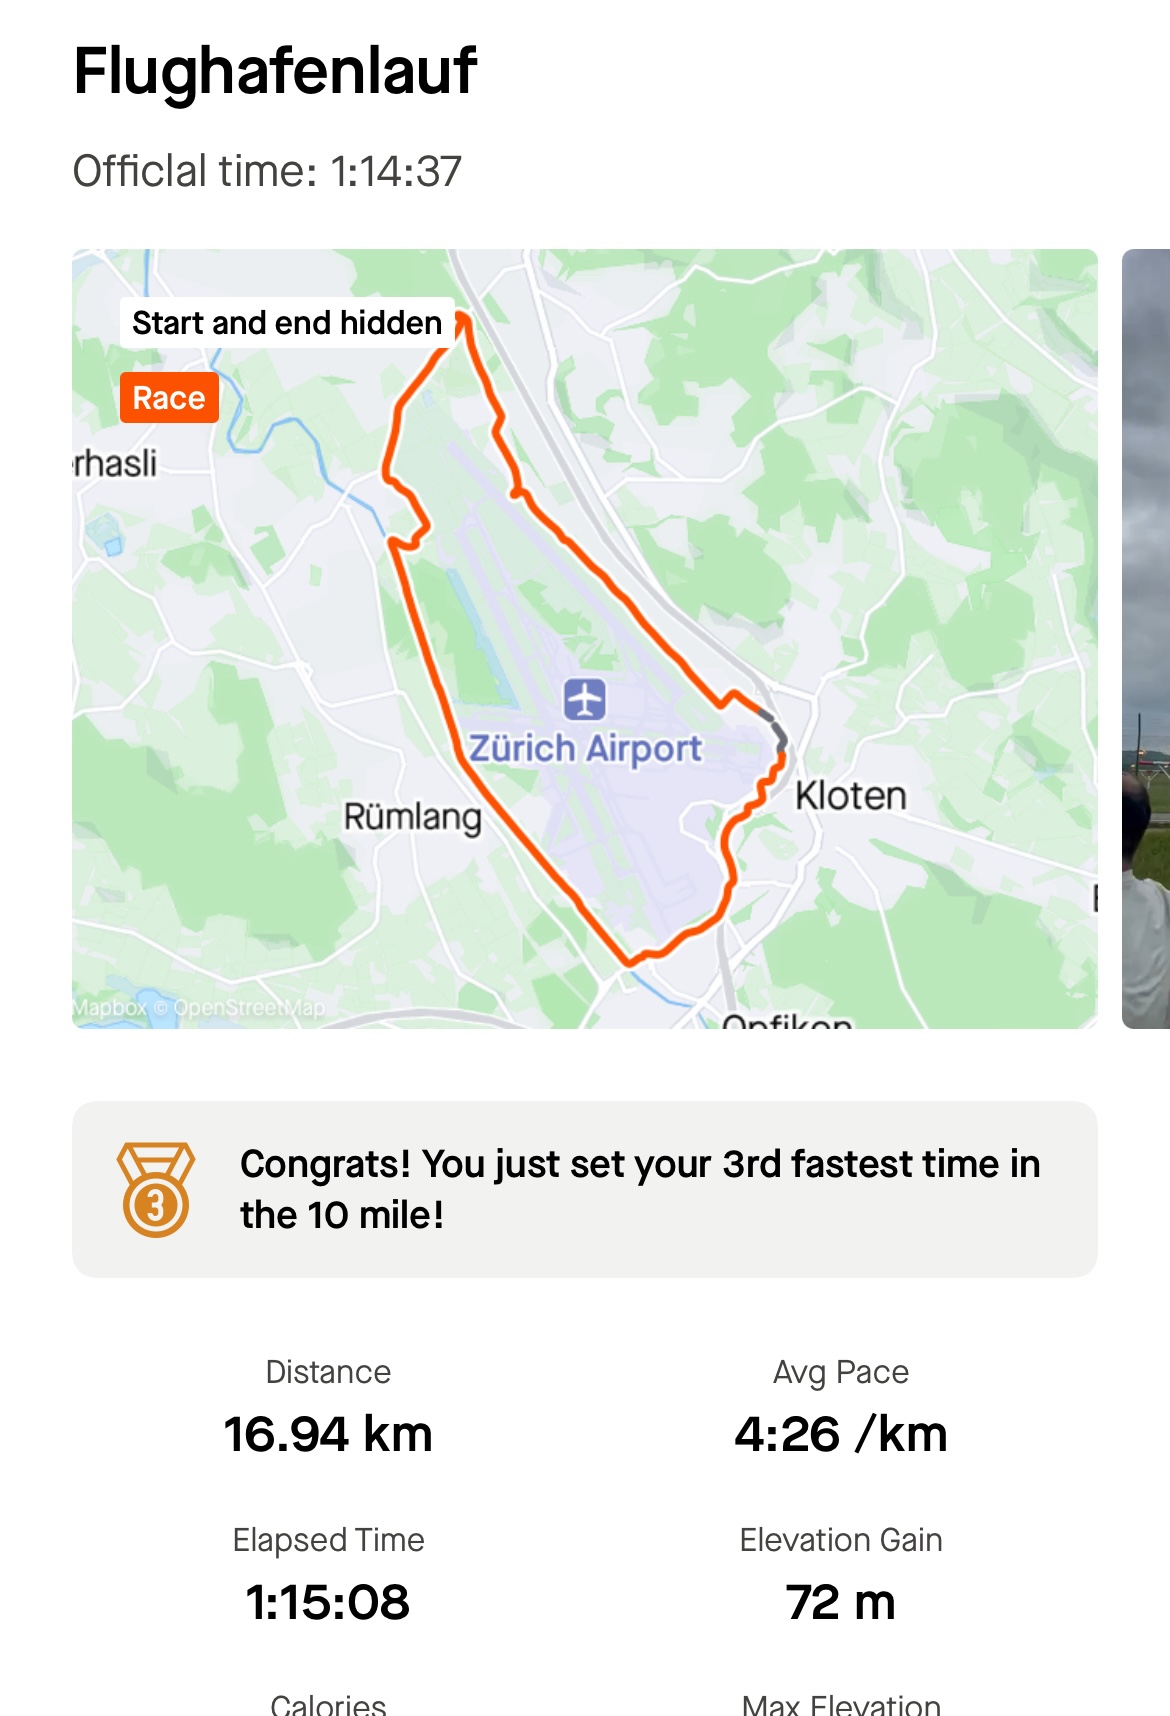 Flughafenlauf
Officlal time: 1:14:37
Start and end hidden
Race
rhasli
Zürich Airport
Kloten
Rümlang
Mapbox © OpenStreetMap
Opfikon
3
Congrats! You just set your 3rd fastest time in
the 10 mile!
Distance
Avg Pace
16.94 km
4:26 /km
Elapsed Time
Elevation Gain
1:15:08
72 m
Calories
Max Elevation